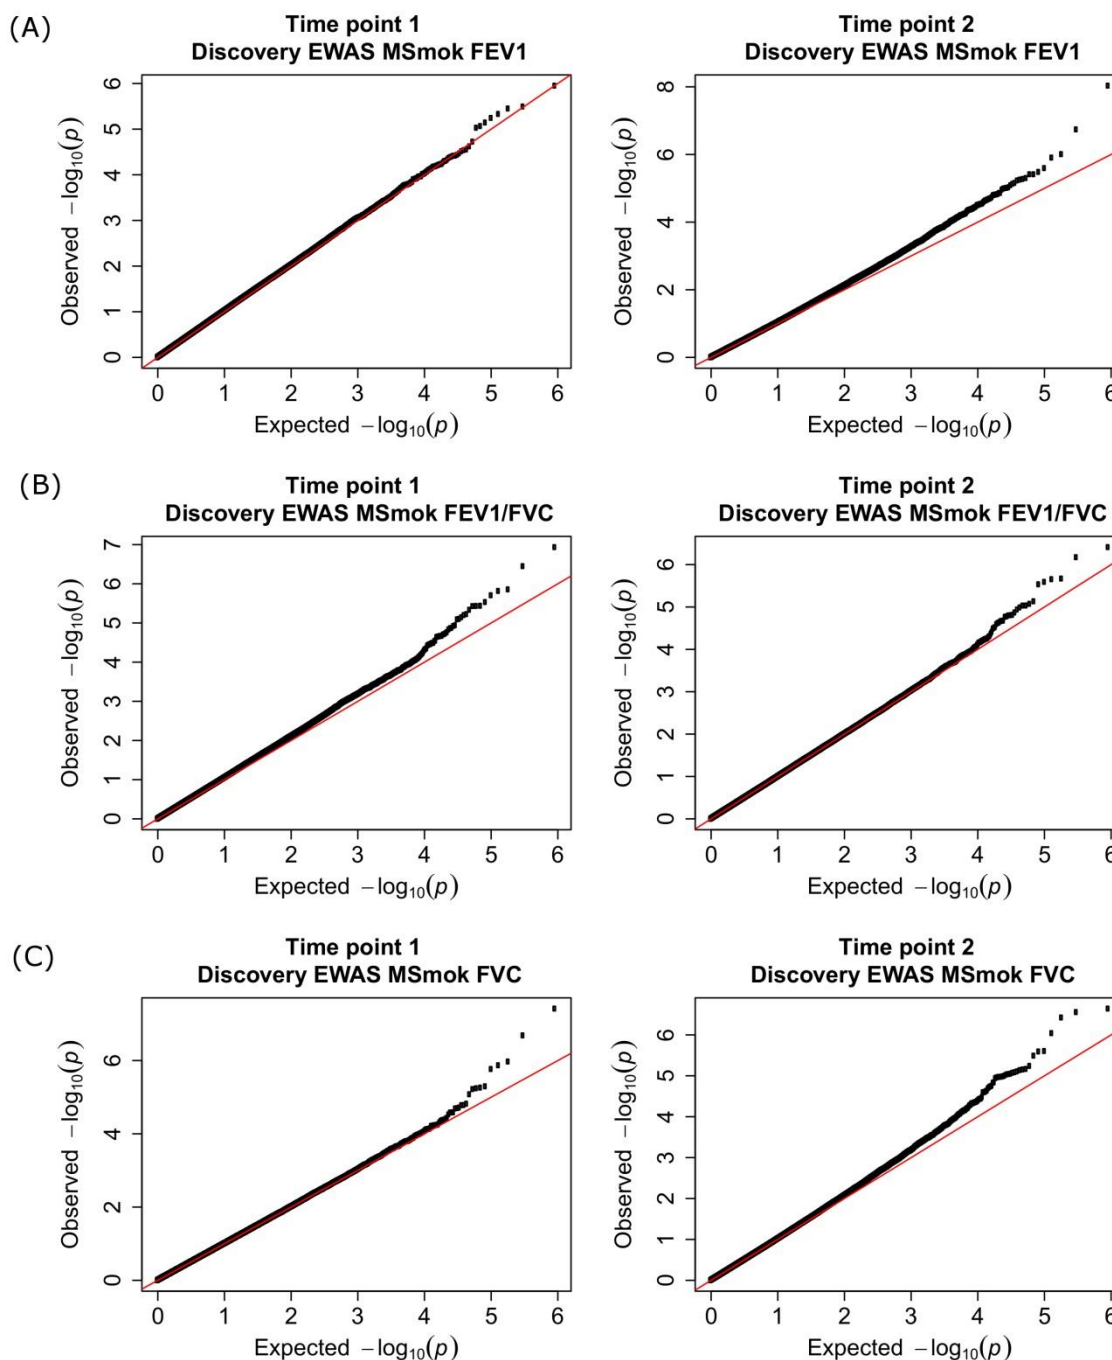 (A)
Time point 1
Discovery EWAS MSmok FEV1
Observed −log10(p)
0 1 2 3 4 5 6
0 1 2 3 4 5 6
Expected −log10(p)
Time point 2
Discovery EWAS MSmok FEV1
Observed −log10(p)
0 2 4 6 8
0 1 2 3 4 5 6
Expected −log10(p)
(B)
Time point 1
Discovery EWAS MSmok FEV1/FVC
Observed −log10(p)
0 1 2 3 4 5 6 7
0 1 2 3 4 5 6
Expected −log10(p)
Time point 2
Discovery EWAS MSmok FEV1/FVC
Observed −log10(p)
0 1 2 3 4 5 6
0 1 2 3 4 5 6
Expected −log10(p)
(C)
Time point 1
Discovery EWAS MSmok FVC
Observed −log10(p)
0 2 4 6
0 1 2 3 4 5 6
Expected −log10(p)
Time point 2
Discovery EWAS MSmok FVC
Observed −log10(p)
0 1 2 3 4 5 6
0 1 2 3 4 5 6
Expected −log10(p)